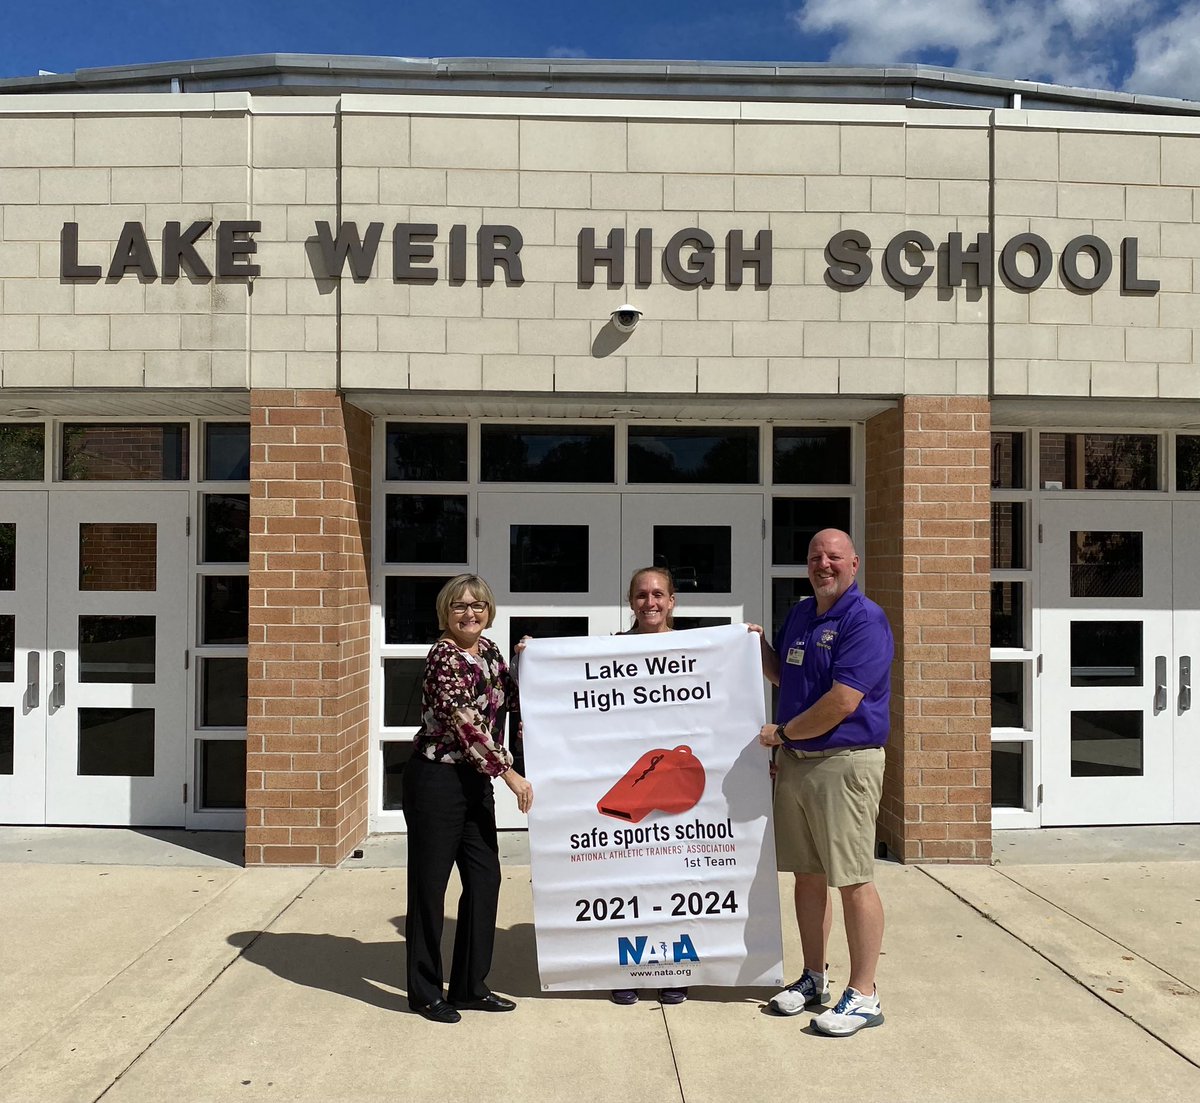 LAKE WEIR HIGH SCHOOL
Lake Weir
High School
safe sports school
NATIONAL ATHLETIC TRAINERS' ASSOCIATION
1st Team
2021 - 2024
NATA
www.nata.org